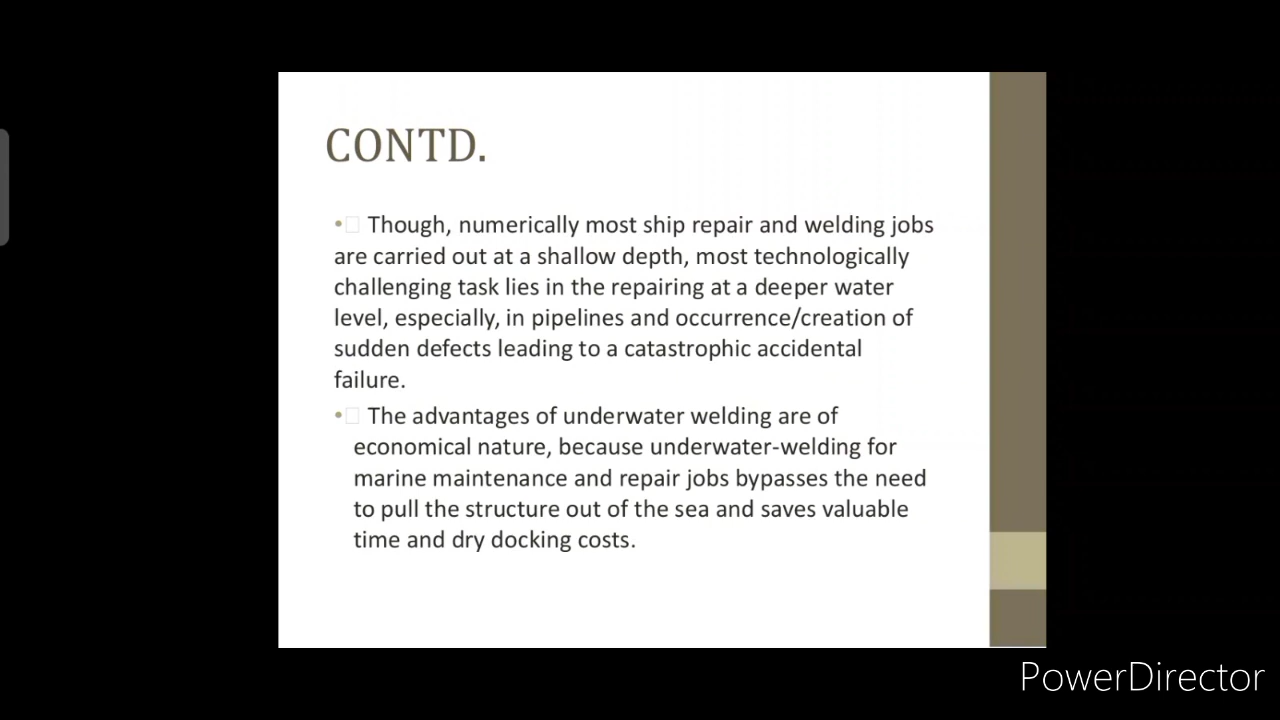 CONTD.
•□ Though, numerically most ship repair and welding jobs
are carried out at a shallow depth, most technologically
challenging task lies in the repairing at a deeper water
level, especially, in pipelines and occurrence/creation of
sudden defects leading to a catastrophic accidental
failure.
•□ The advantages of underwater welding are of
economical nature, because underwater-welding for
marine maintenance and repair jobs bypasses the need
to pull the structure out of the sea and saves valuable
time and dry docking costs.
PowerDirector